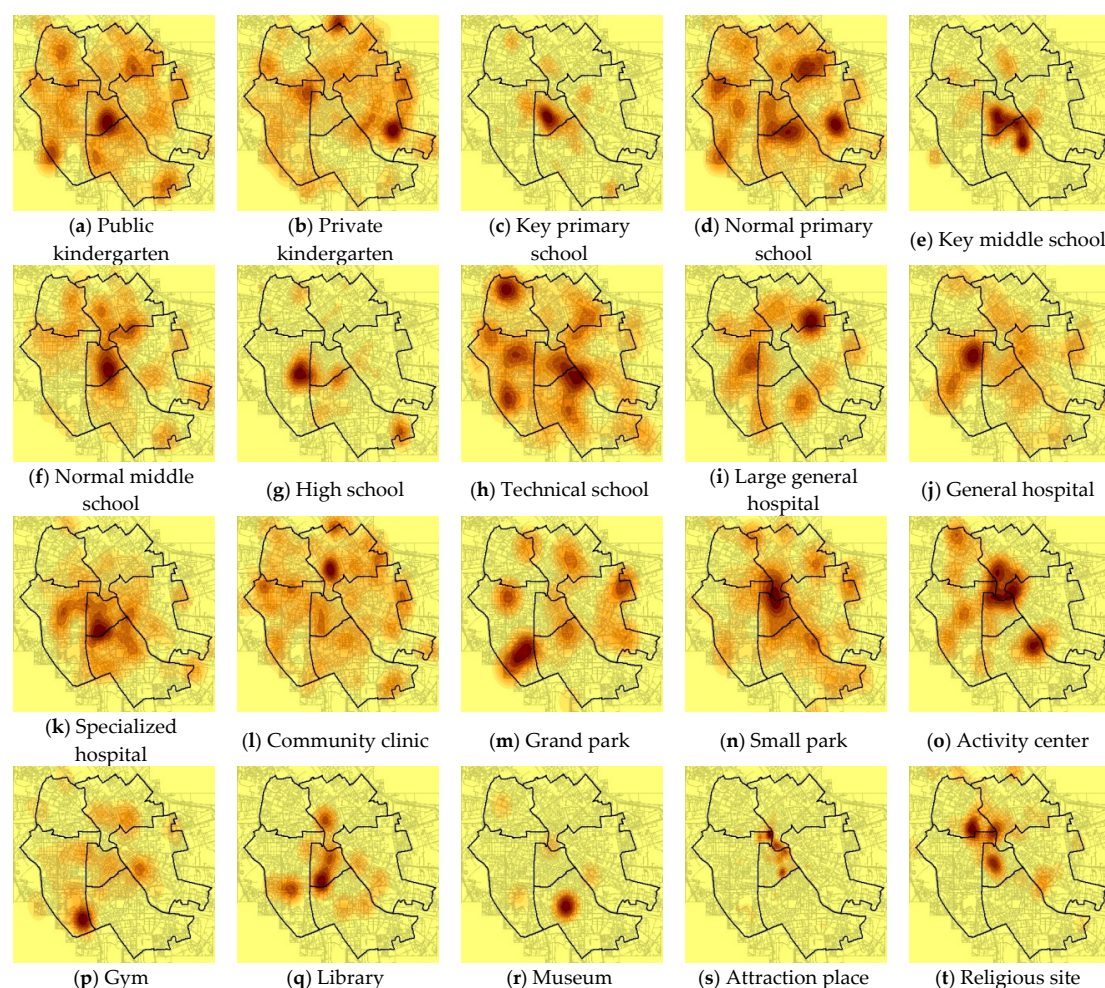 (a) Public
kindergarten
(b) Private
kindergarten
(c) Key primary
school
(d) Normal primary
school
(e) Key middle school
(f) Normal middle
school
(g) High school
(h) Technical school
(i) Large general
hospital
(j) General hospital
(k) Specialized
hospital
(l) Community clinic
(m) Grand park
(n) Small park
(o) Activity center
(p) Gym
(q) Library
(r) Museum
(s) Attraction place
(t) Religious site